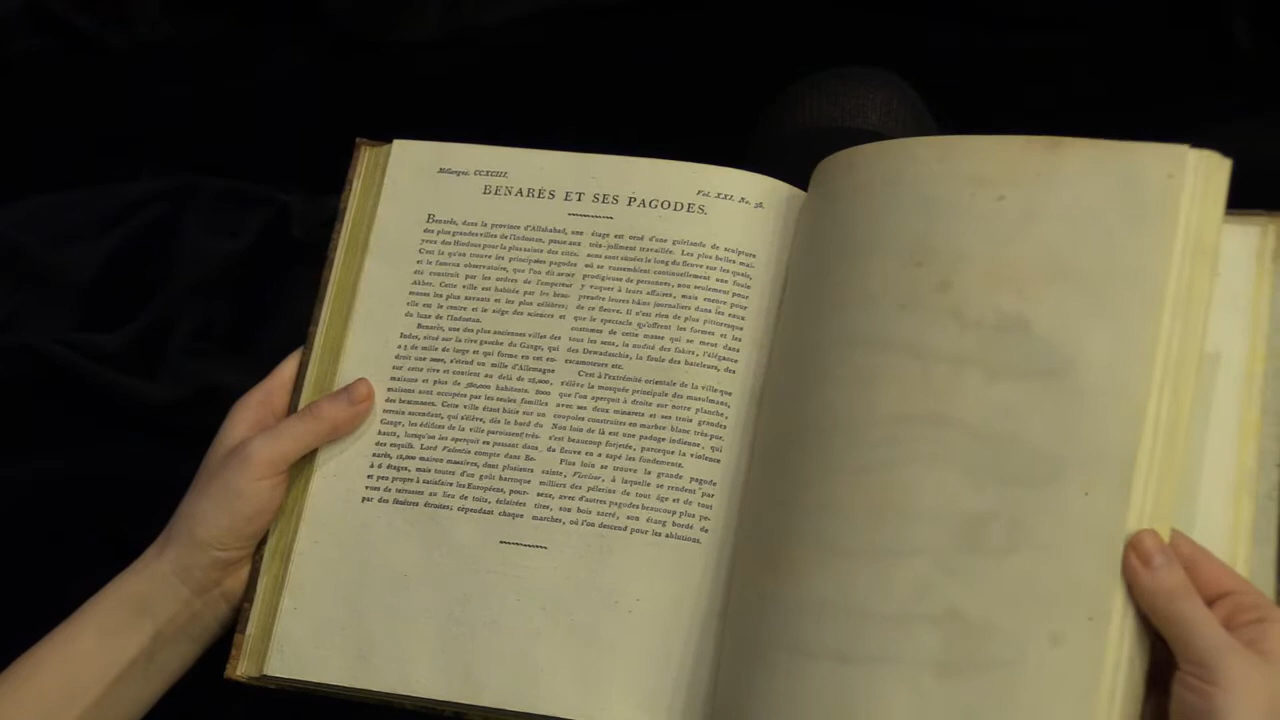 Mélanges. CCXCIII.
Vol. XXI. No. 56.
BENARÈS ET SES PAGODES.
Benarès, dans la province d'Allahabad, une
des plus grandes villes de l'Indostan, passe aux
yeux des Hindous pour la plus sainte des cités.
C'est là qu'on trouve les principales pagodes
et le fameux observatoire, que l'on dit avoir
été construit par les ordres de l'empereur
Akber. Cette ville est habitée par les bra-
manes les plus savants et les plus célèbres;
elle est le centre et le siége des sciences et
du luxe de l'Indostan.
Benarès, une des plus anciennes villes des
Indes, situé sur la rive gauche du Gange, qui
a de mille de large et qui forme en cet en-
droit une anse, s'étend un mille d'Allemagne
sur cette rive et contient au delà de
maisons et plus de 580,000 habitants. 8000
maisons sont occupées par les seules familles
des bramanes. Cette ville étant bâtie sur un
terrain ascendant, qui s'élève, dès le bord du
Gange, les édifices de la ville paroissent très-
hauts, lorsqu'on les aperçoit en passant dans
des esquifs. Lord Valentia compte dans Be-
narès, 12,000 maison massives, dont plusieurs
à 6 étages, mais toutes d'un goût barroque
et peu propre à satisfaire les Européens, pour-
vues de terrasses au lieu de toits, éclairées
par des fenêtres étroites; cependant chaque
étage est orné d'une guirlande de sculpture
très-joliment travaillée. Les plus belles mai-
sons sont situées le long du fleuve sur les quais,
où se rassemblent continuellement une foule
prodigieuse de personnes, non seulement pour
y vaquer à leurs affaires, mais encore pour
prendre leures bains journaliers dans les eaux
de ce fleuve. Il n'est rien de plus pittoresque
que le spectacle qu'offrent les formes et les
costumes de cette masse qui se meut dans
tous les sens, la nudité des fakirs, l'élégance
des Dewadaschis, la foule des bateleurs, des
escamoteurs etc.
C'est à l'extrémité orientale de la ville que
s'élève la mosquée principale des musulmans,
que l'on aperçoit à droite sur notre planche,
avec ses deux minarets et ses trois grandes
coupoles construites en marbre blanc très-pur.
Non loin de là est une padoge indienne, qui
s'est beaucoup forjetée, parceque la violence
du fleuve en a sapé les fondements.
Plus loin se trouve la grande pagode
sainte, à laquelle se rendent par
milliers des pélerins de tout âge et de tout
sexe, avec d'autres pagodes beaucoup plus pe-
tites, son bois sacré, son étang bordé de
marches, où l'on descend pour les ablutions.